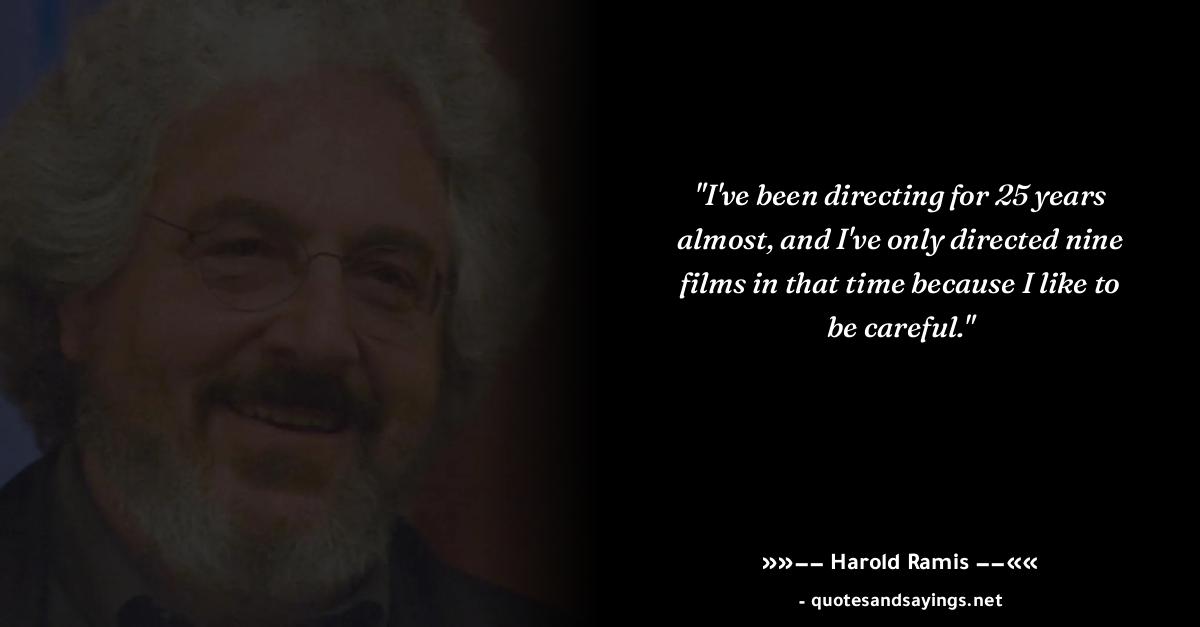 "I've been directing for 25 years
almost, and I've only directed nine
films in that time because I like to
be careful."
»»−− Harold Ramis −−««
- quotesandsayings.net